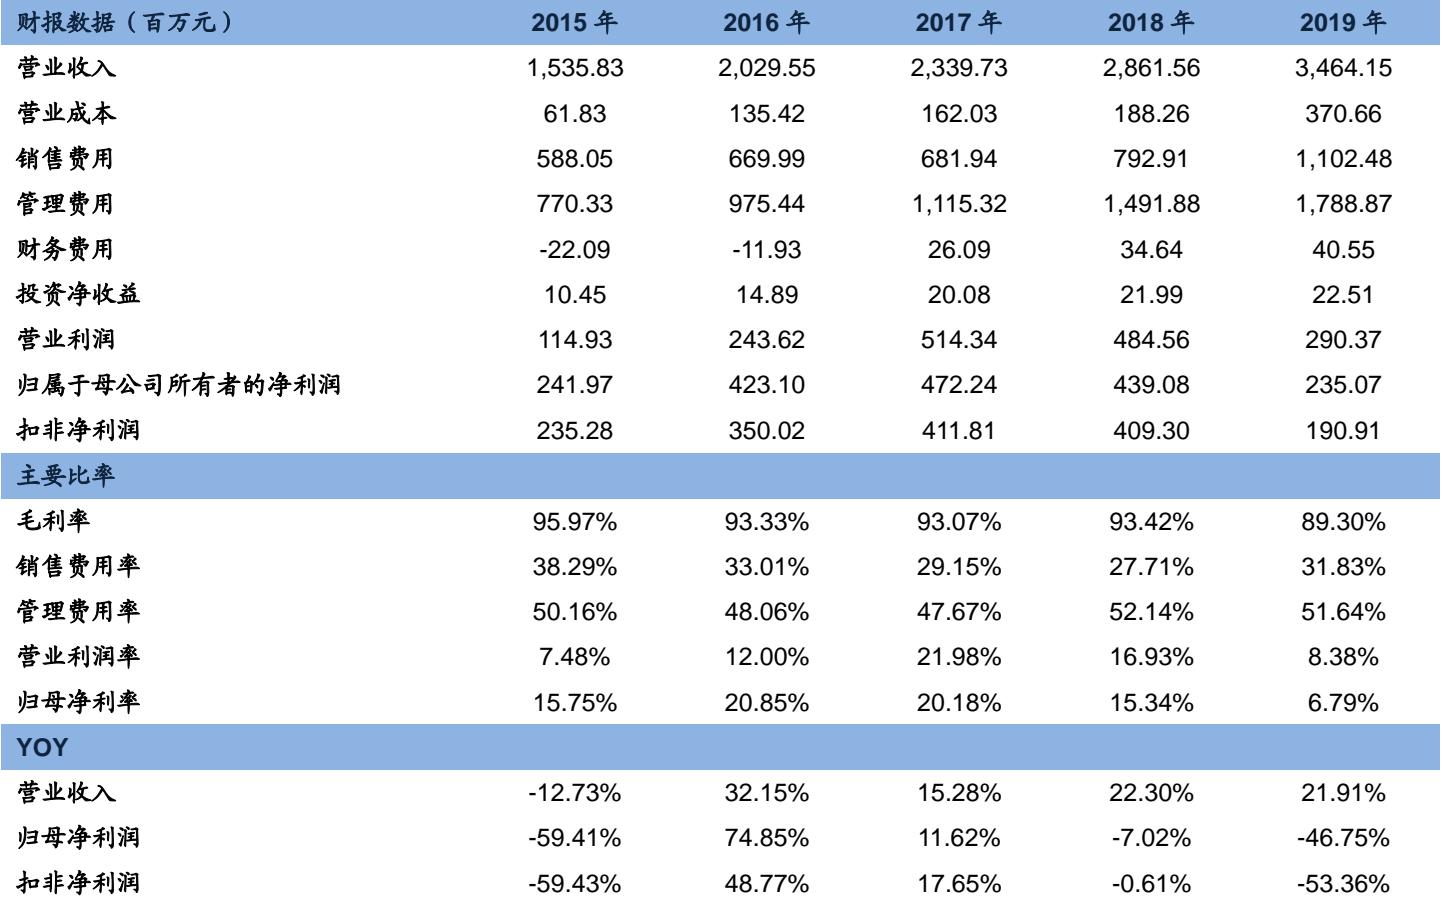 财报数据（百万元） 2015 年 2016 年 2017 年 2018 年 2019 年
营业收入 1,535.83 2,029.55 2,339.73 2,861.56 3,464.15
营业成本 61.83 135.42 162.03 188.26 370.66
销售费用 588.05 669.99 681.94 792.91 1,102.48
管理费用 770.33 975.44 1,115.32 1,491.88 1,788.87
财务费用 -22.09 -11.93 26.09 34.64 40.55
投资净收益 10.45 14.89 20.08 21.99 22.51
营业利润 114.93 243.62 514.34 484.56 290.37
归属于母公司所有者的净利润 241.97 423.10 472.24 439.08 235.07
扣非净利润 235.28 350.02 411.81 409.30 190.91
主要比率
毛利率 95.97% 93.33% 93.07% 93.42% 89.30%
销售费用率 38.29% 33.01% 29.15% 27.71% 31.83%
管理费用率 50.16% 48.06% 47.67% 52.14% 51.64%
营业利润率 7.48% 12.00% 21.98% 16.93% 8.38%
归母净利率 15.75% 20.85% 20.18% 15.34% 6.79%
YOY
营业收入 -12.73% 32.15% 15.28% 22.30% 21.91%
归母净利润 -59.41% 74.85% 11.62% -7.02% -46.75%
扣非净利润 -59.43% 48.77% 17.65% -0.61% -53.36%